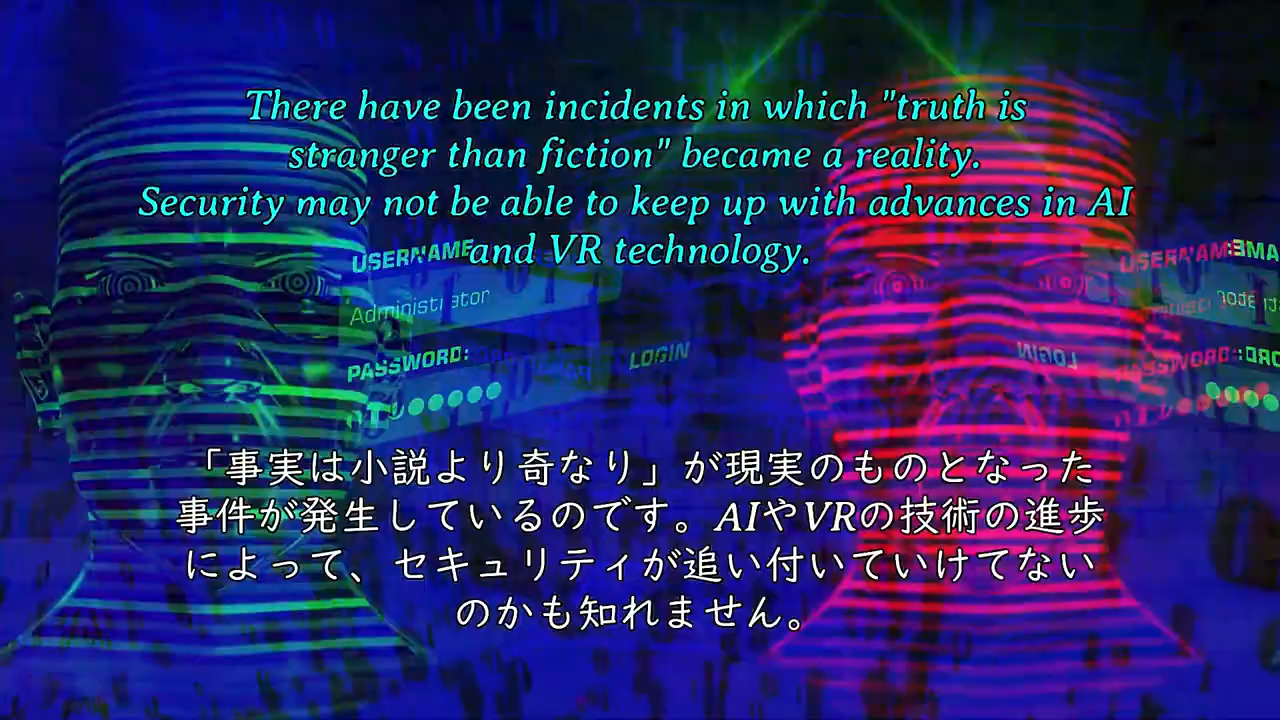 There have been incidents in which "truth is
stranger than fiction" became a reality.
Security may not be able to keep up with advances in AI
and VR technology.
USERNAME
Administrator
PASSWORD:
LOGIN
USERNAME
LOGIN
PASSWORD:
「事実は小説より奇なり」が現実のものとなった
事件が発生しているのです。AIやVRの技術の進歩
によって、セキュリティが追い付いていけてない
のかも知れません。